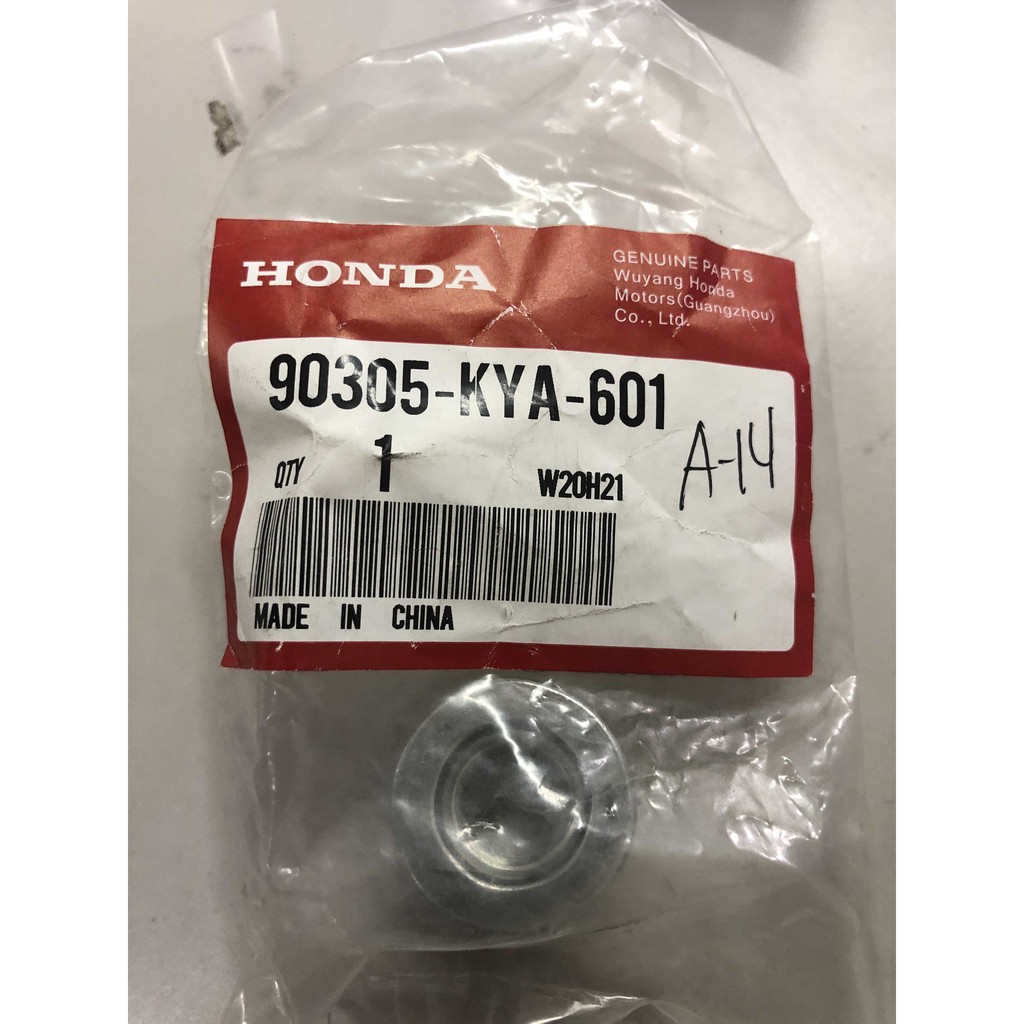 HONDA
GENUINE PARTS
Wuyang Honda
Motors(Guangzhou)
Co., Ltd.
90305-KYA-601
QTY 1 W20H21
A-14
MADE IN CHINA